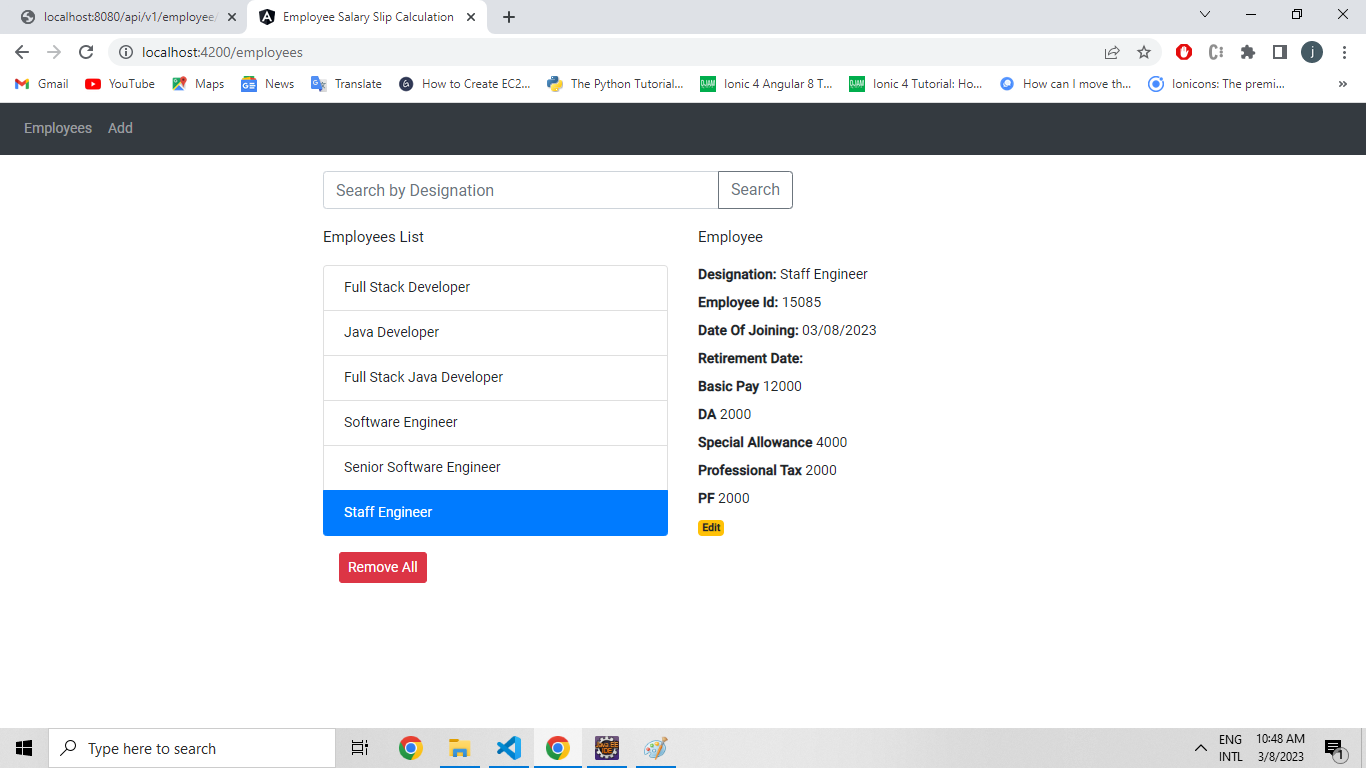 localhost:8080/api/v1/employee/
Employee Salary Slip Calculation
localhost:4200/employees
j
Gmail YouTube Maps News Translate How to Create EC2... The Python Tutorial... Ionic 4 Angular 8 T... Ionic 4 Tutorial: Ho... How can I move th... Ionicons: The premi... »
Employees Add
Search by Designation Search
Employees List
Full Stack Developer
Java Developer
Full Stack Java Developer
Software Engineer
Senior Software Engineer
Staff Engineer
Remove All
Employee
Designation: Staff Engineer
Employee Id: 15085
Date Of Joining: 03/08/2023
Retirement Date:
Basic Pay 12000
DA 2000
Special Allowance 4000
Professional Tax 2000
PF 2000
Edit
Type here to search
ENG
INTL
10:48 AM
3/8/2023
1